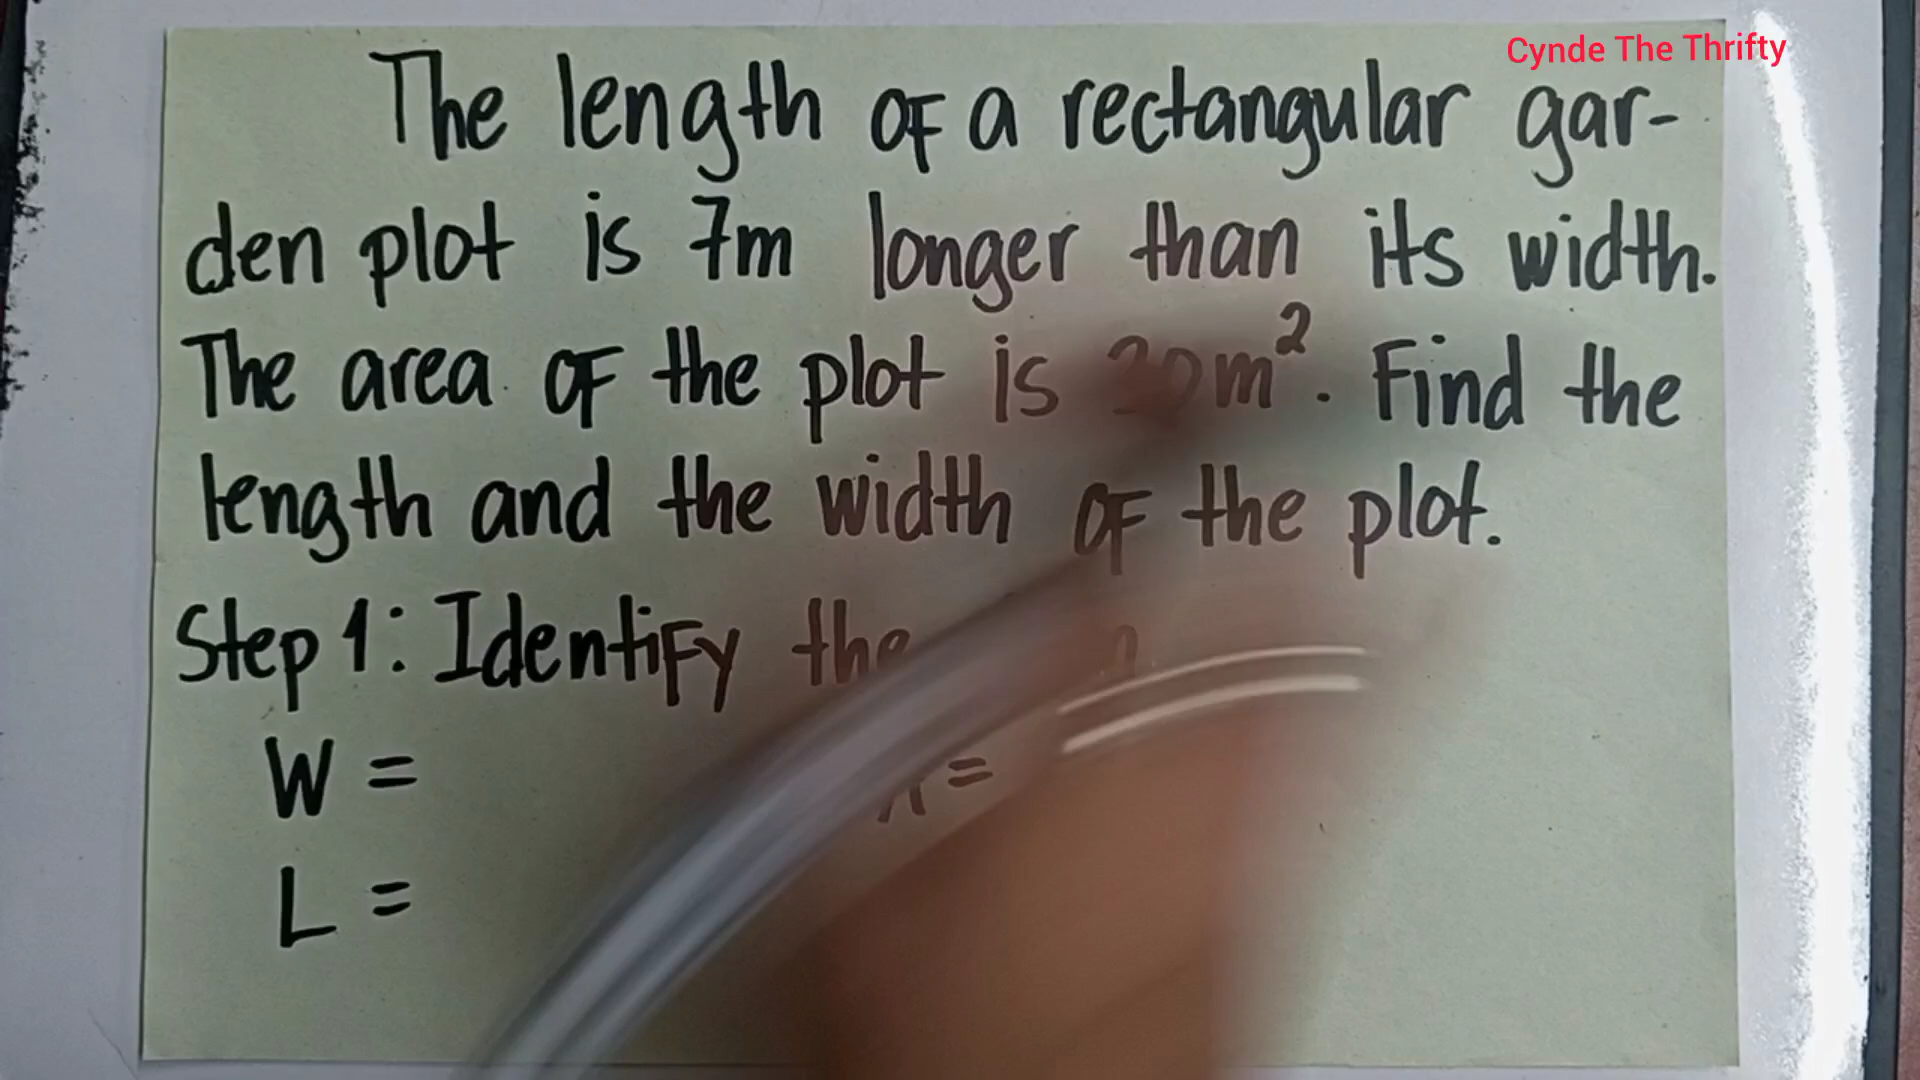 Cynde The Thrifty
The length of a rectangular gar-
den plot is 7m longer than its width.
The area of the plot is m². Find the
length and the width of the plot.
Step 1: Identify the
W = =
L =